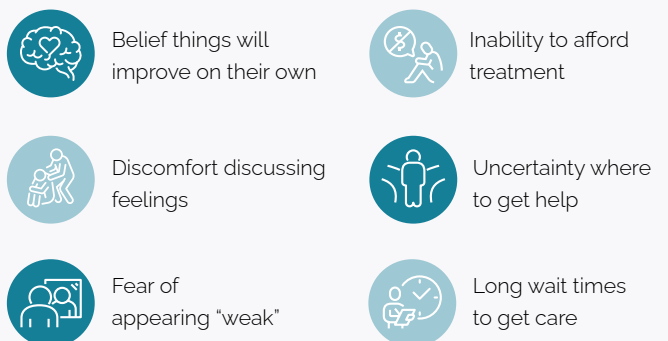 Belief things will
improve on their own
Inability to afford
treatment
Discomfort discussing
feelings
Uncertainty where
to get help
Fear of
appearing “weak”
Long wait times
to get care